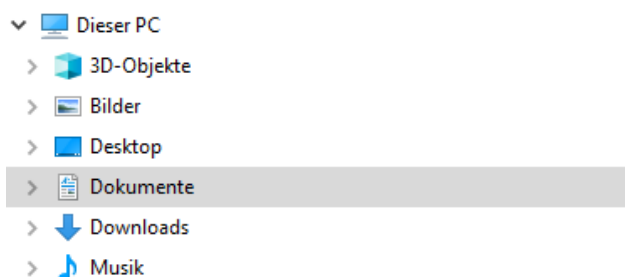 Dieser PC
3D-Objekte
Bilder
Desktop
Dokumente
Downloads
Musik